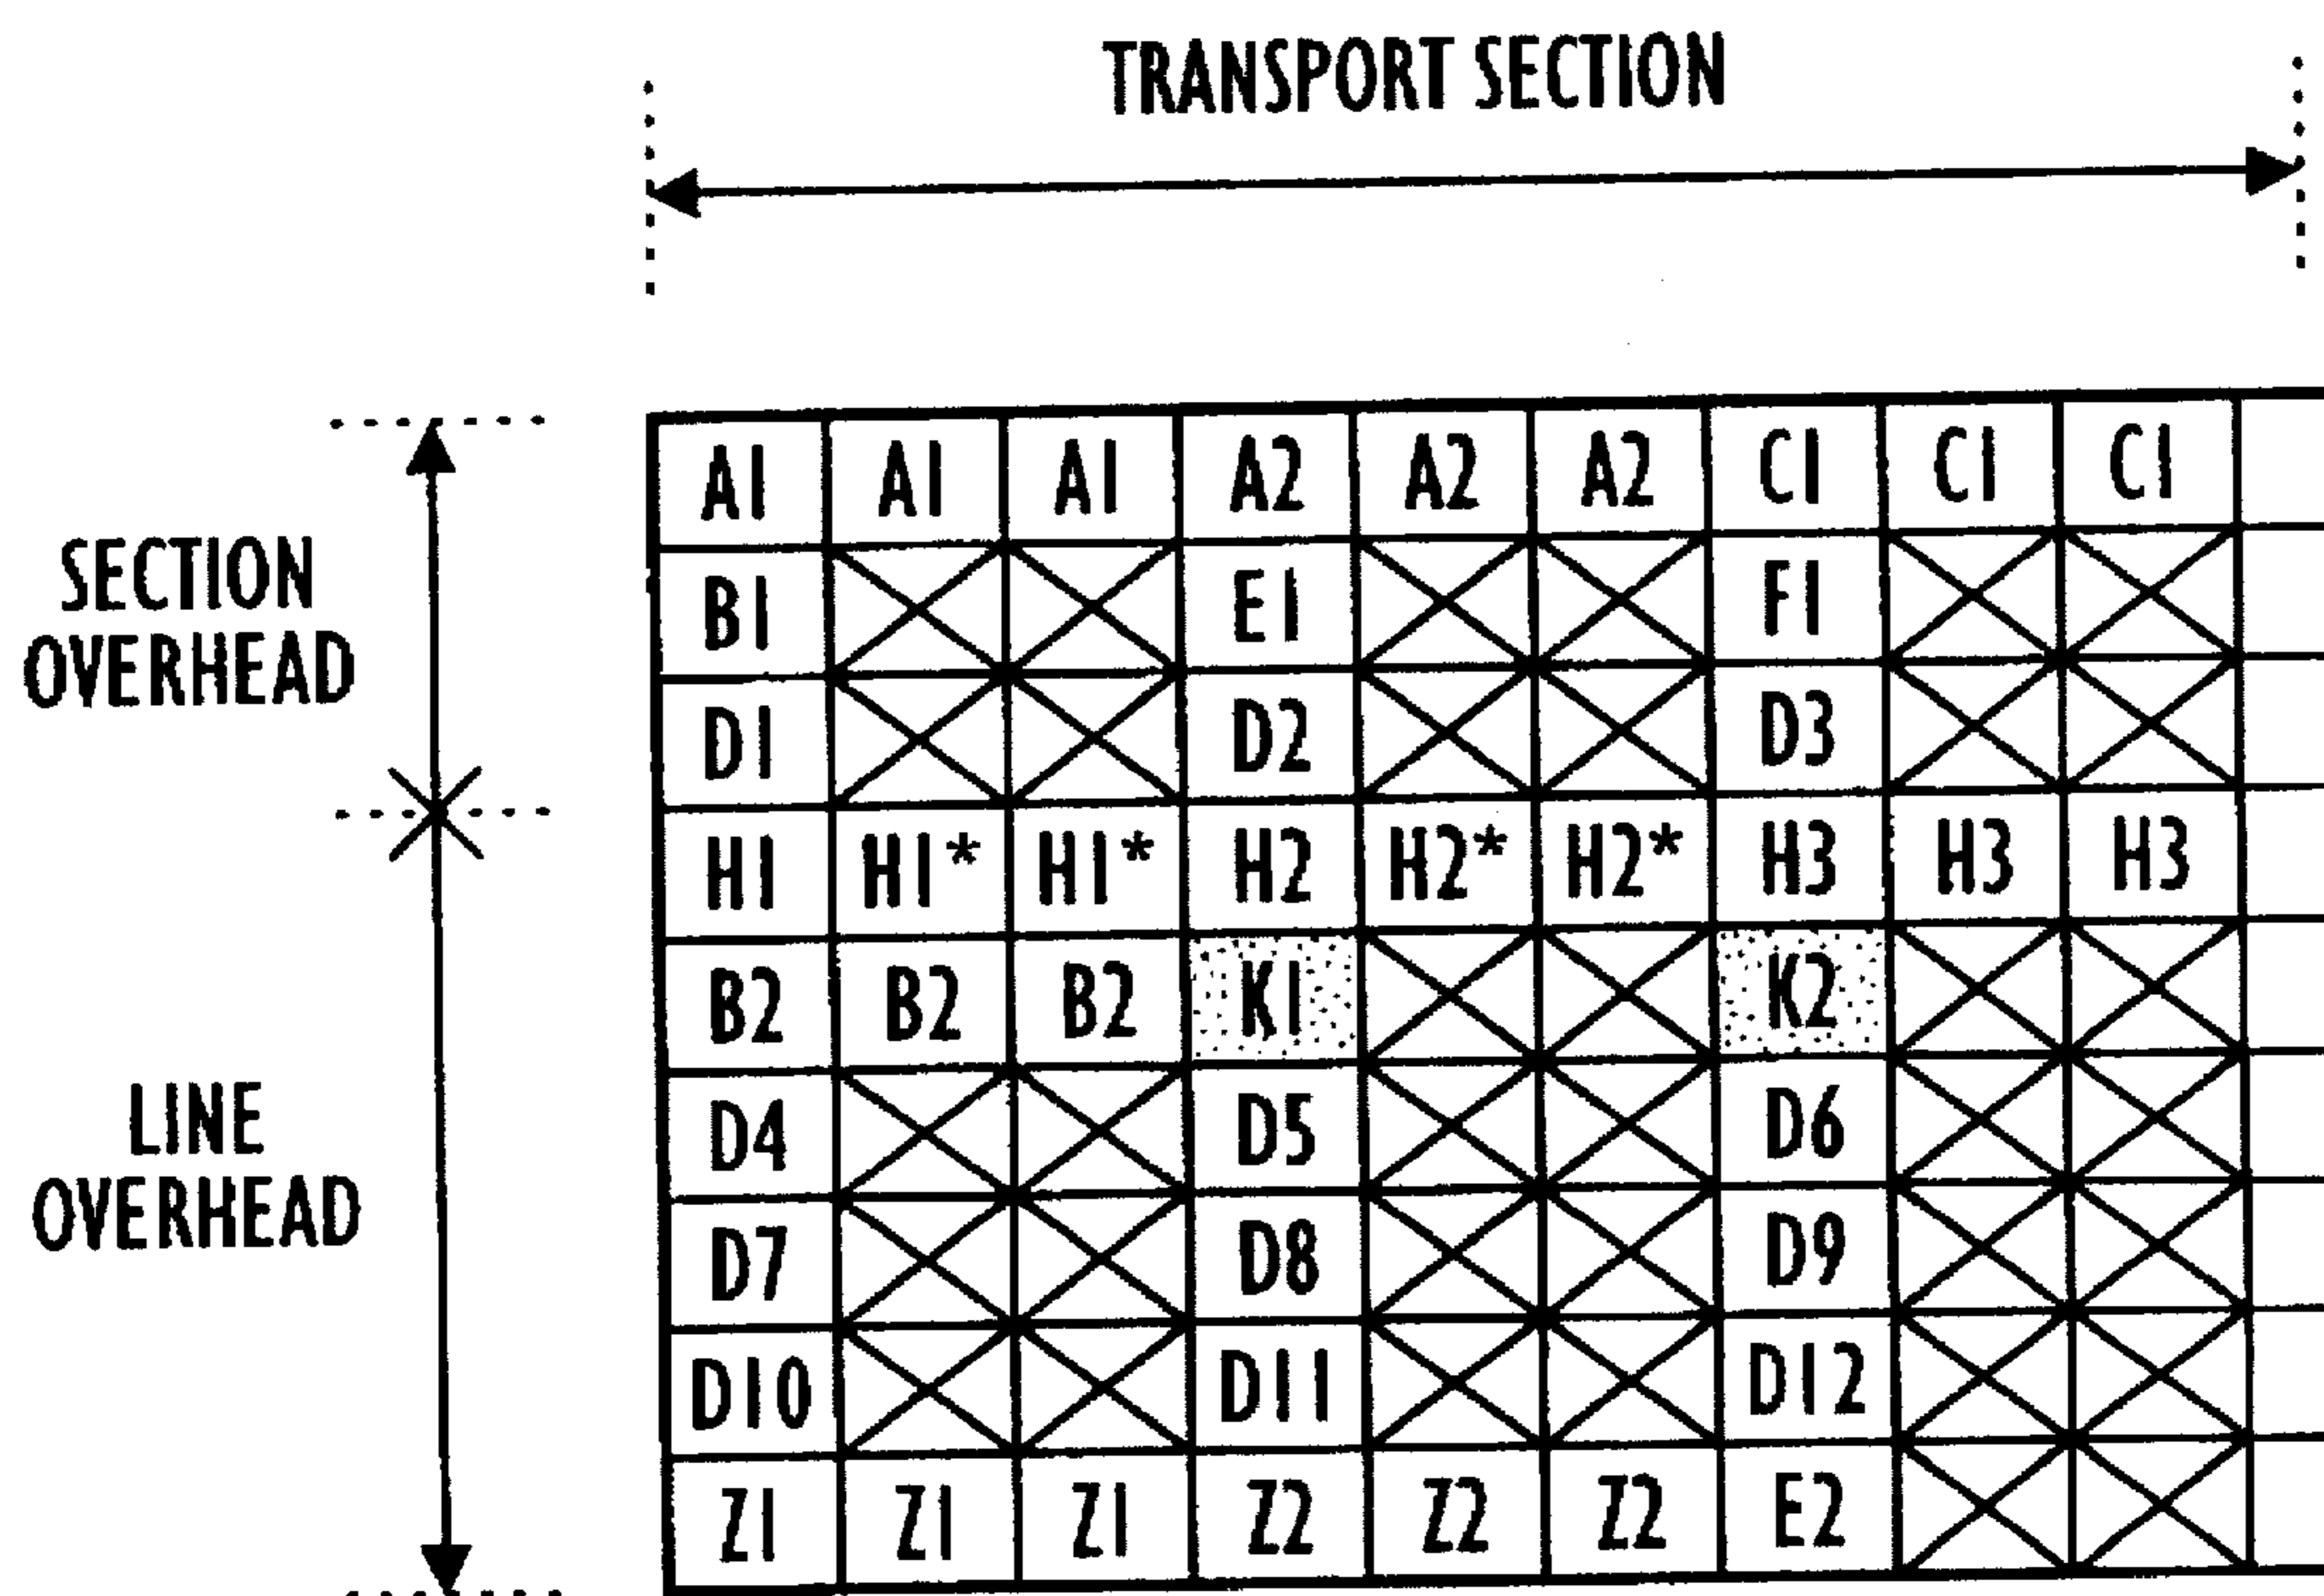 TRANSPORT SECTION
SECTION
OVERHEAD
LINE
OVERHEAD
A1 A1 A1 A2 A2 A2 C1 C1 C1
B1 E1 F1
D1 D2 D3
H1 H1* H1* H2 H2* H2* H3 H3 H3
B2 B2 B2 K1 K2
D4 D5 D6
D7 D8 D9
D10 D11 D12
Z1 Z1 Z1 Z2 Z2 Z2 E2